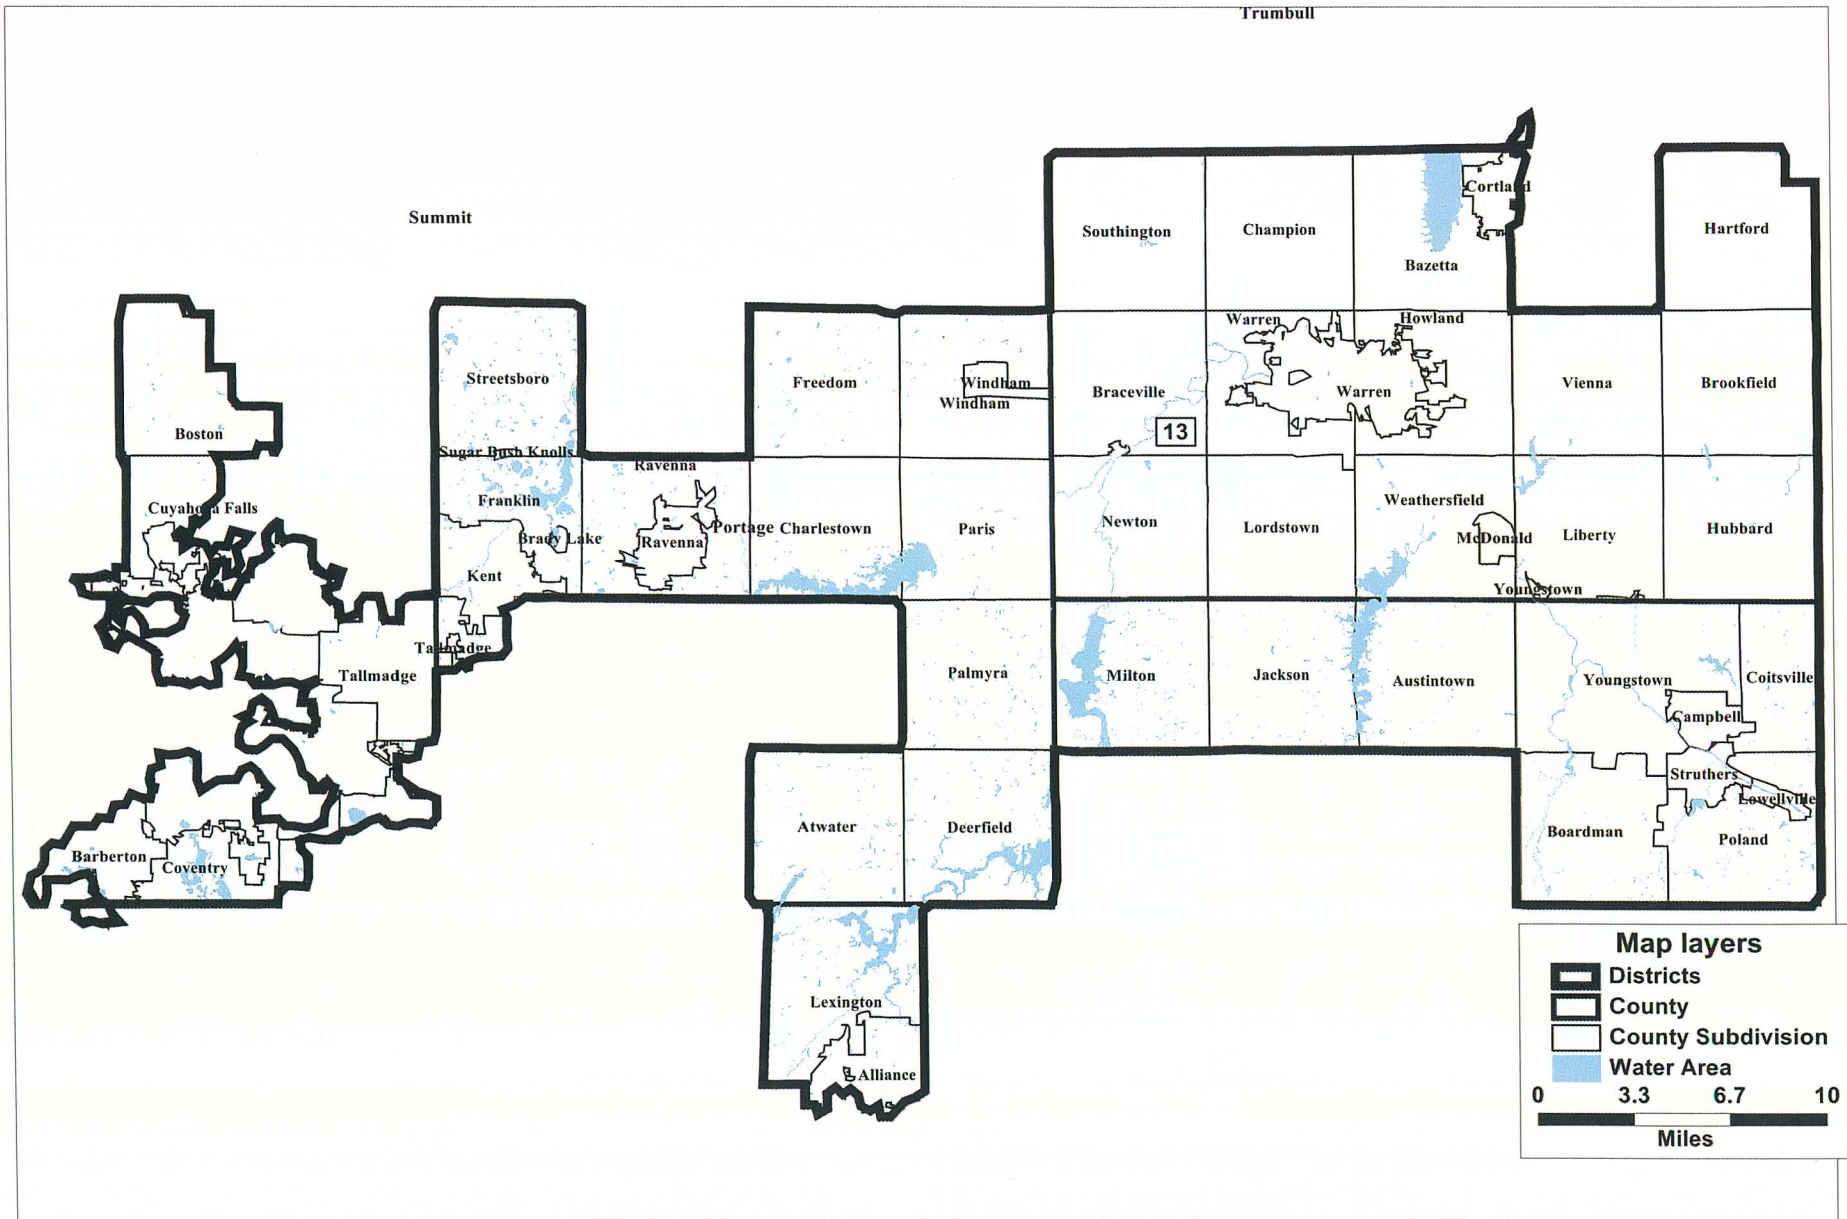 Trumbull
Summit
Cortland
Southington
Champion
Hartford
Bazetta
Warren
Howland
Streetsboro
Freedom
Windham
Windham
Braceville
Warren
Vienna
Brookfield
13
Boston
Sugar Bush Knolls
Ravenna
Cuyahoga Falls
Franklin
Brady Lake
Ravenna
Portage
Charlestown
Paris
Newton
Lordstown
Weathersfield
McDonald
Liberty
Hubbard
Kent
Youngstown
Tallmadge
Tallmadge
Palmyra
Milton
Jackson
Austintown
Youngstown
Coitsville
Campbell
Struthers
Lowellville
Barberton
Coventry
Atwater
Deerfield
Boardman
Poland
Lexington
Alliance
Map layers
Districts
County
County Subdivision
Water Area
0 3.3 6.7 10
Miles